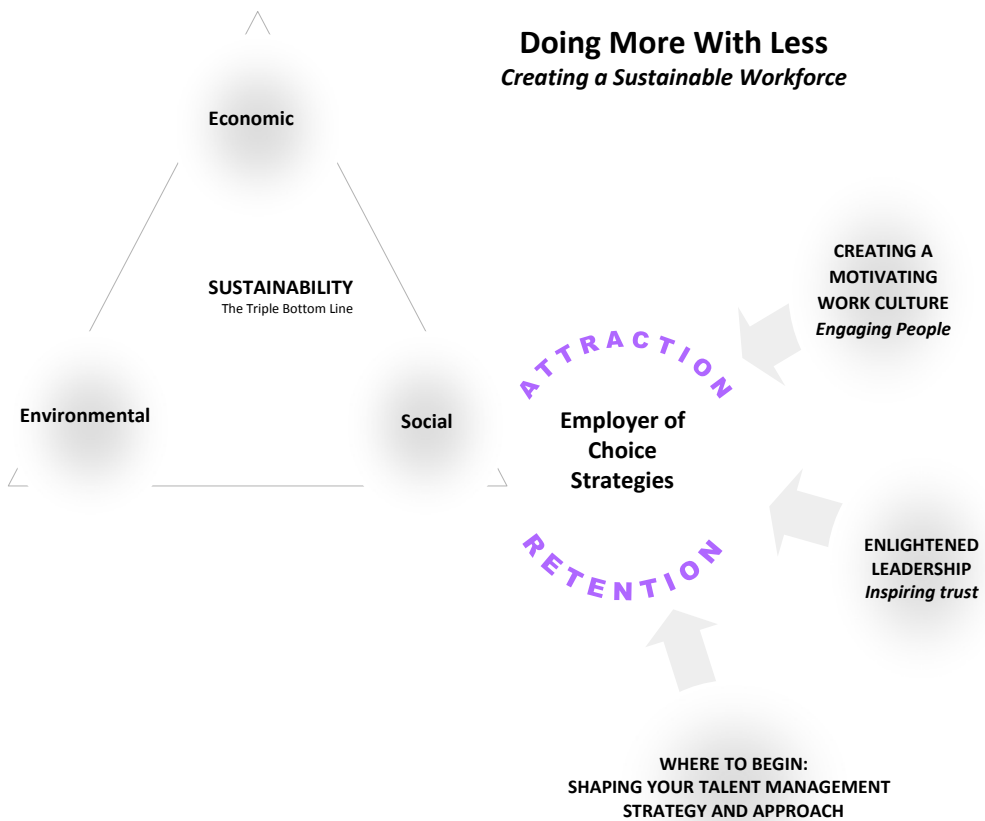 Doing More With Less
Creating a Sustainable Workforce
Economic
SUSTAINABILITY
The Triple Bottom Line
Environmental
Social
ATTRACTION
Employer of
Choice
Strategies
RETENTION
CREATING A
MOTIVATING
WORK CULTURE
Engaging People
ENLIGHTENED
LEADERSHIP
Inspiring trust
WHERE TO BEGIN:
SHAPING YOUR TALENT MANAGEMENT
STRATEGY AND APPROACH